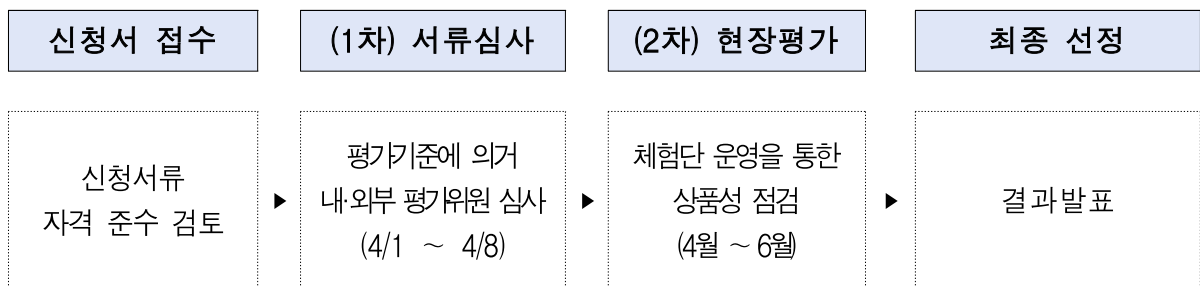 신청서 접수
(1차) 서류심사
(2차) 현장평가
최종 선정
신청서류
자격 준수 검토
▶
평가기준에 의거
내·외부 평가위원 심사
(4/1 ~ 4/8)
▶
체험단 운영을 통한
상품성 점검
(4월 ~ 6월)
▶
결과발표